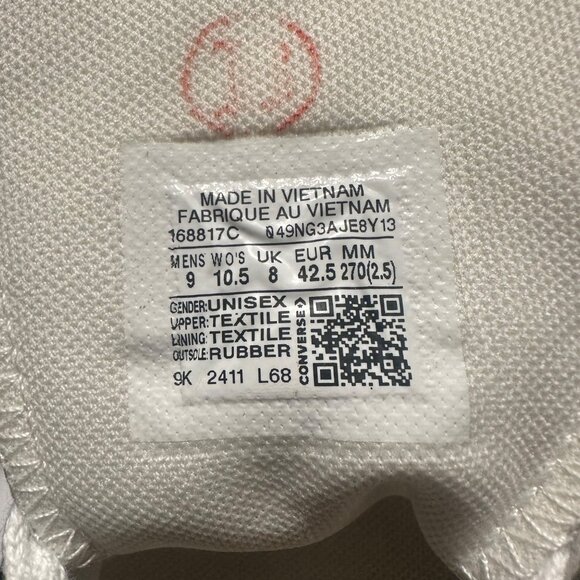 MADE IN VIETNAM
FABRIQUE AU VIETNAM
168817C 049NG3AJE8Y13
MENS WO'S UK EUR MM
9 10.5 8 42.5 270(2.5)
GENDER:UNISEX
UPPER:TEXTILE
LINING:TEXTILE
OUTSOLE:RUBBER
CONVERSE
9K 2411 L68